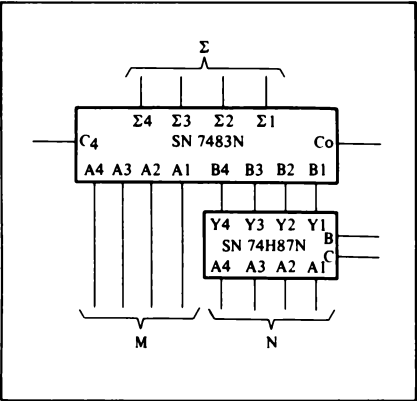 Σ
Σ4 Σ3 Σ2 Σ1
C4 SN 7483N Co
A4 A3 A2 A1 B4 B3 B2 B1
Y4 Y3 Y2 Y1
B
SN 74H87N
C
A4 A3 A2 A1
M N